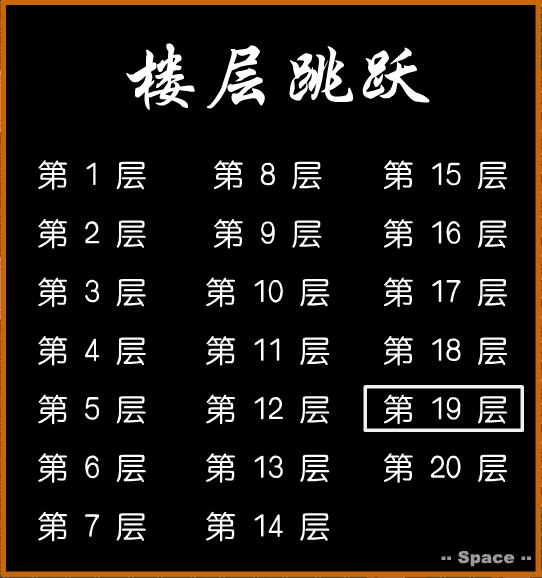 楼层跳跃
第 1 层 第 8 层 第 15 层
第 2 层 第 9 层 第 16 层
第 3 层 第 10 层 第 17 层
第 4 层 第 11 层 第 18 层
第 5 层 第 12 层 第 19 层
第 6 层 第 13 层 第 20 层
第 7 层 第 14 层
-- Space --